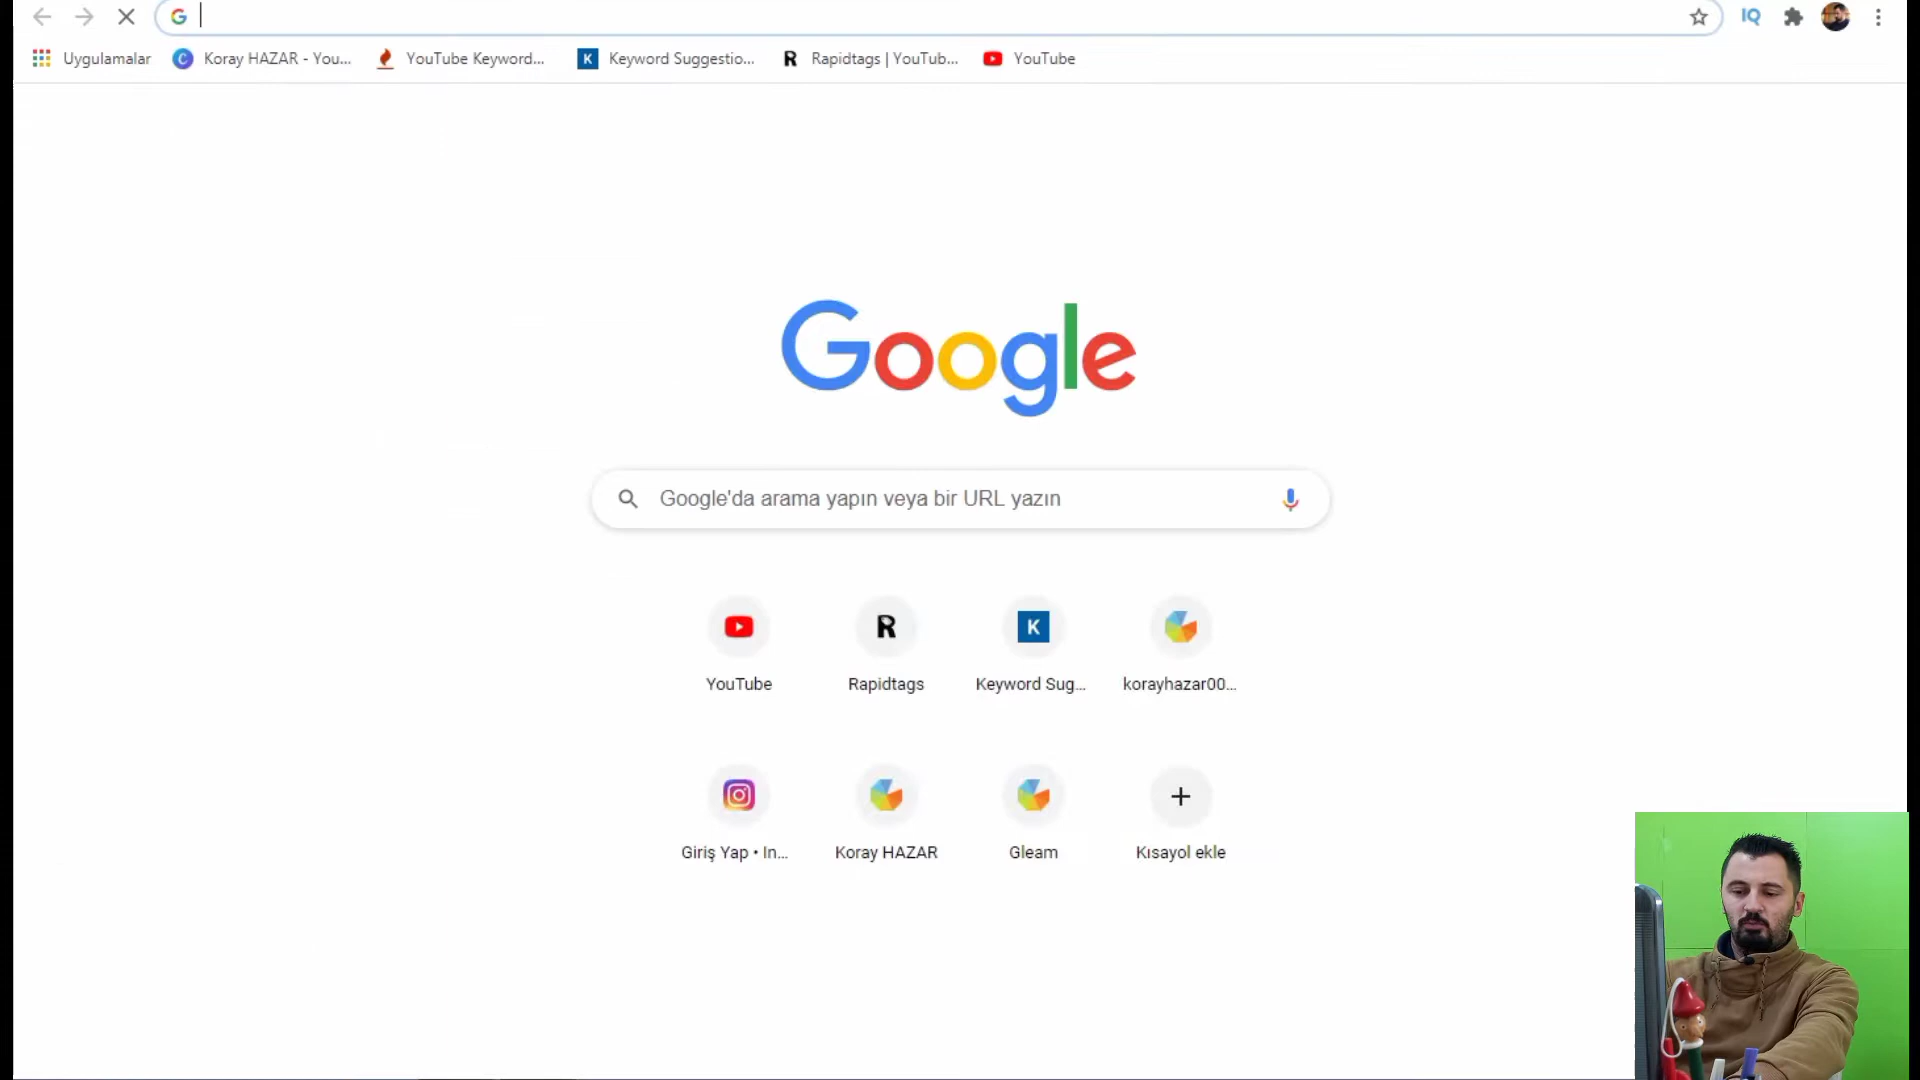 Uygulamalar
Koray HAZAR - You...
YouTube Keyword...
Keyword Suggestio...
Rapidtags | YouTub...
YouTube
Google
Google'da arama yapın veya bir URL yazın
YouTube
Rapidtags
Keyword Sug...
korayhazar00...
Giriş Yap • In...
Koray HAZAR
Gleam
Kısayol ekle